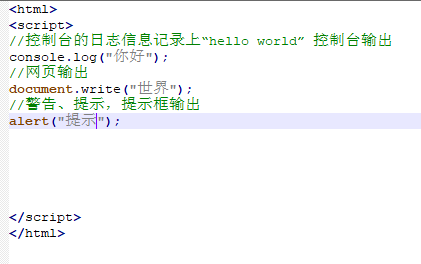 <html>
<script>
//控制台的日志信息记录上“hello world” 控制台输出
console.log("你好");
//网页输出
document.write("世界");
//警告、提示，提示框输出
alert("提示");
</script>
</html>